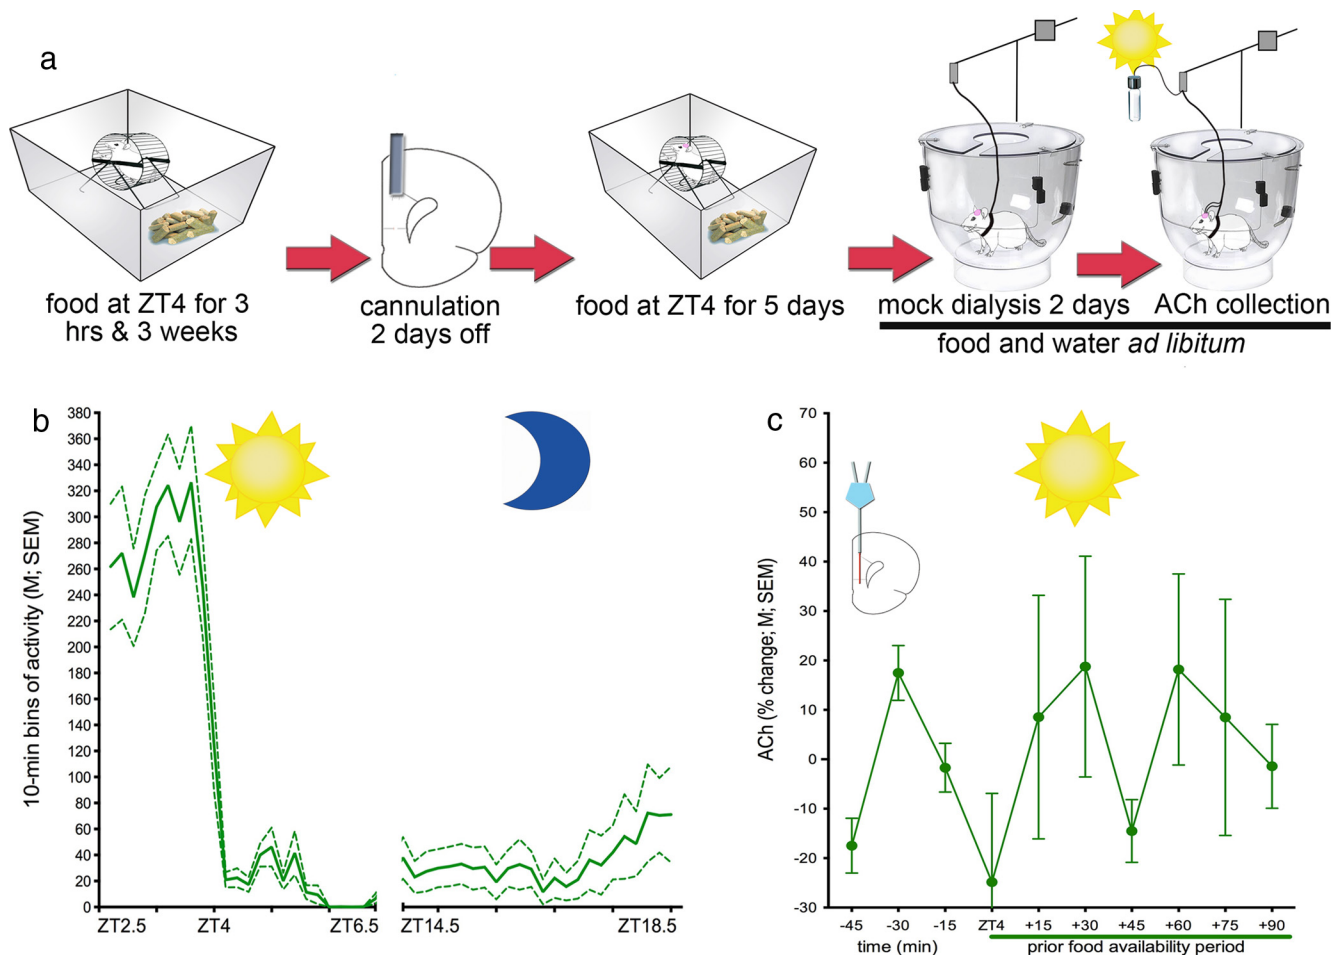 a
food at ZT4 for 3
hrs & 3 weeks
cannulation
2 days off
food at ZT4 for 5 days
mock dialysis 2 days
ACh collection
food and water ad libitum
b
10-min bins of activity (M; SEM)
380
360
340
320
300
280
260
240
220
200
180
160
140
120
100
80
60
40
20
0
ZT2.5
ZT4
ZT6.5
ZT14.5
ZT18.5
c
ACh (% change; M; SEM)
70
60
50
40
30
20
10
0
-10
-20
-30
-45
-30
-15
ZT4
+15
+30
+45
+60
+75
+90
time (min)
prior food availability period